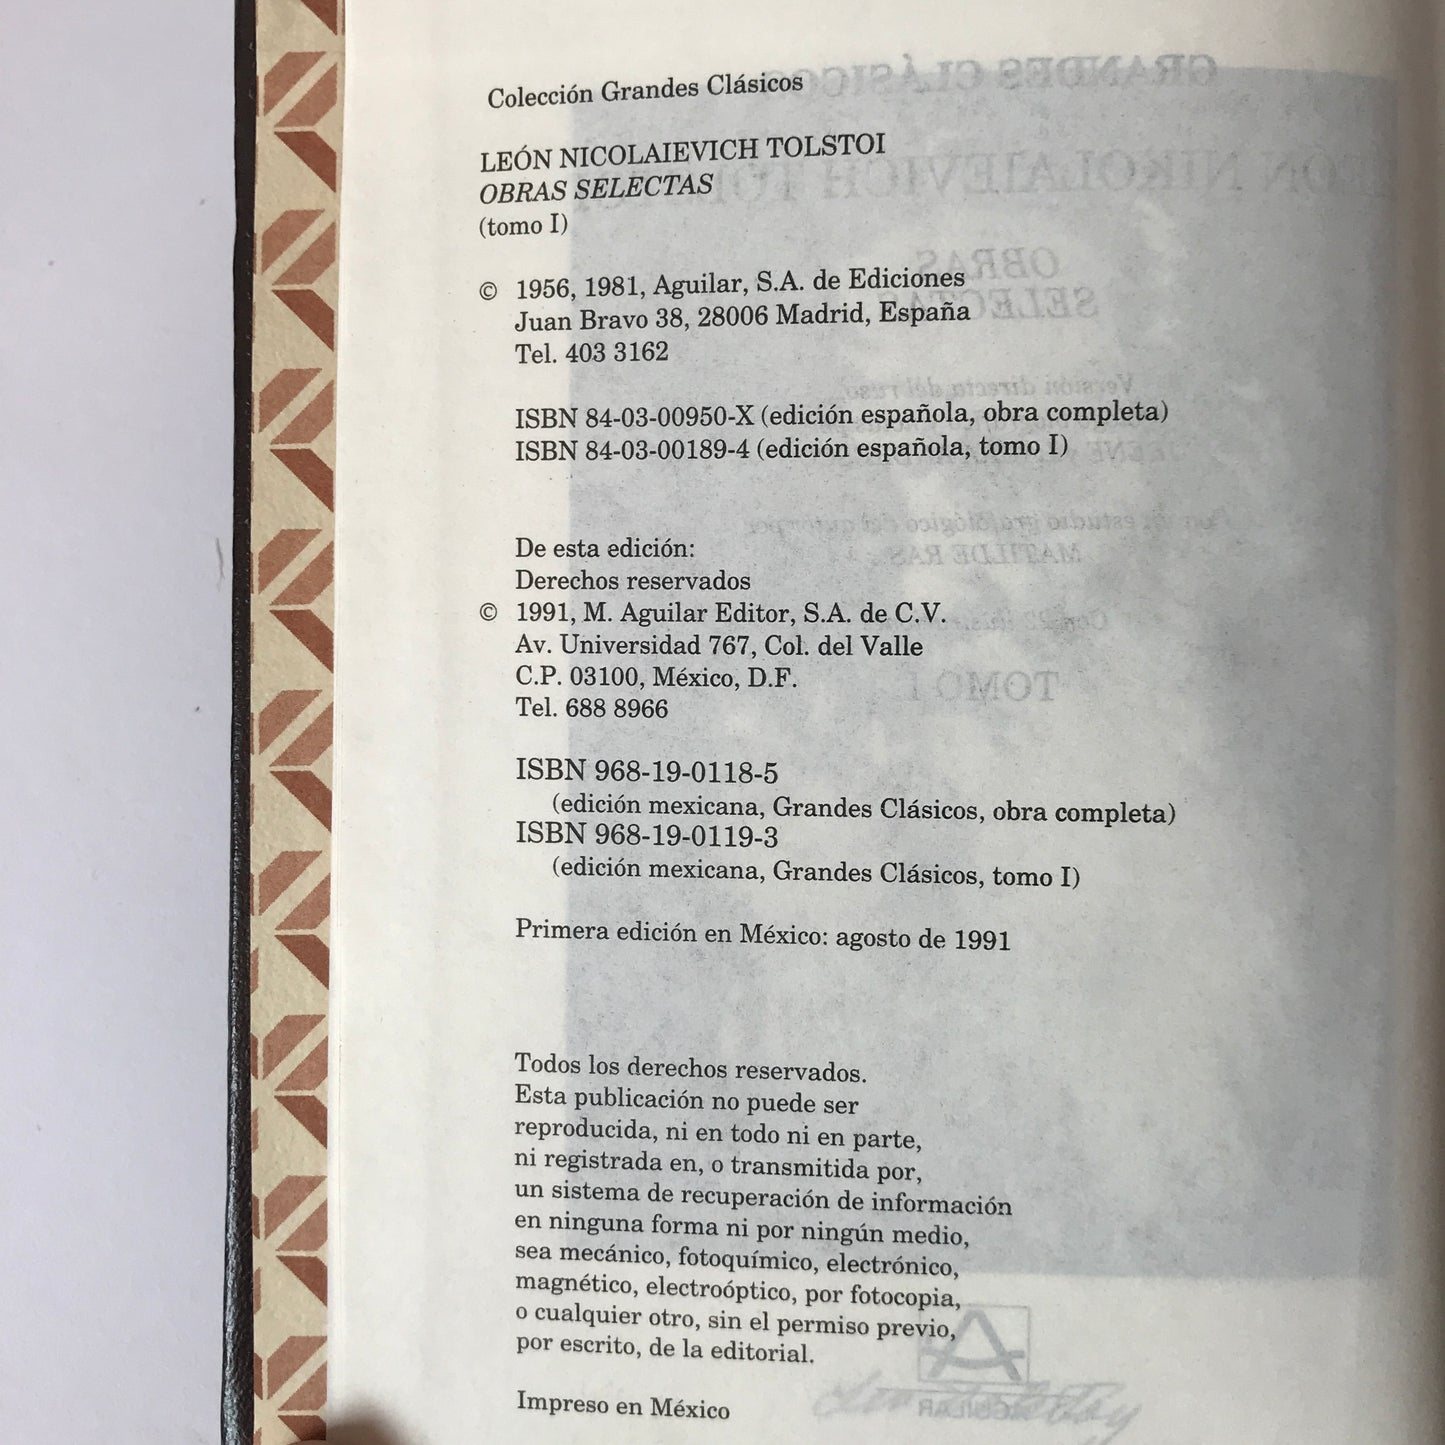 Colección Grandes Clásicos
LEÓN NICOLAIEVICH TOLSTOI
OBRAS SELECTAS
(tomo I)
© 1956, 1981, Aguilar, S.A. de Ediciones
Juan Bravo 38, 28006 Madrid, España
Tel. 403 3162
ISBN 84-03-00950-X (edición española, obra completa)
ISBN 84-03-00189-4 (edición española, tomo I)
De esta edición:
Derechos reservados
© 1991, M. Aguilar Editor, S.A. de C.V.
Av. Universidad 767, Col. del Valle
C.P. 03100, México, D.F.
Tel. 688 8966
ISBN 968-19-0118-5
(edición mexicana, Grandes Clásicos, obra completa)
ISBN 968-19-0119-3
(edición mexicana, Grandes Clásicos, tomo I)
Primera edición en México: agosto de 1991
Todos los derechos reservados.
Esta publicación no puede ser
reproducida, ni en todo ni en parte,
ni registrada en, o transmitida por,
un sistema de recuperación de información
en ninguna forma ni por ningún medio,
sea mecánico, fotoquímico, electrónico,
magnético, electroóptico, por fotocopia,
o cualquier otro, sin el permiso previo,
por escrito, de la editorial.
Impreso en México